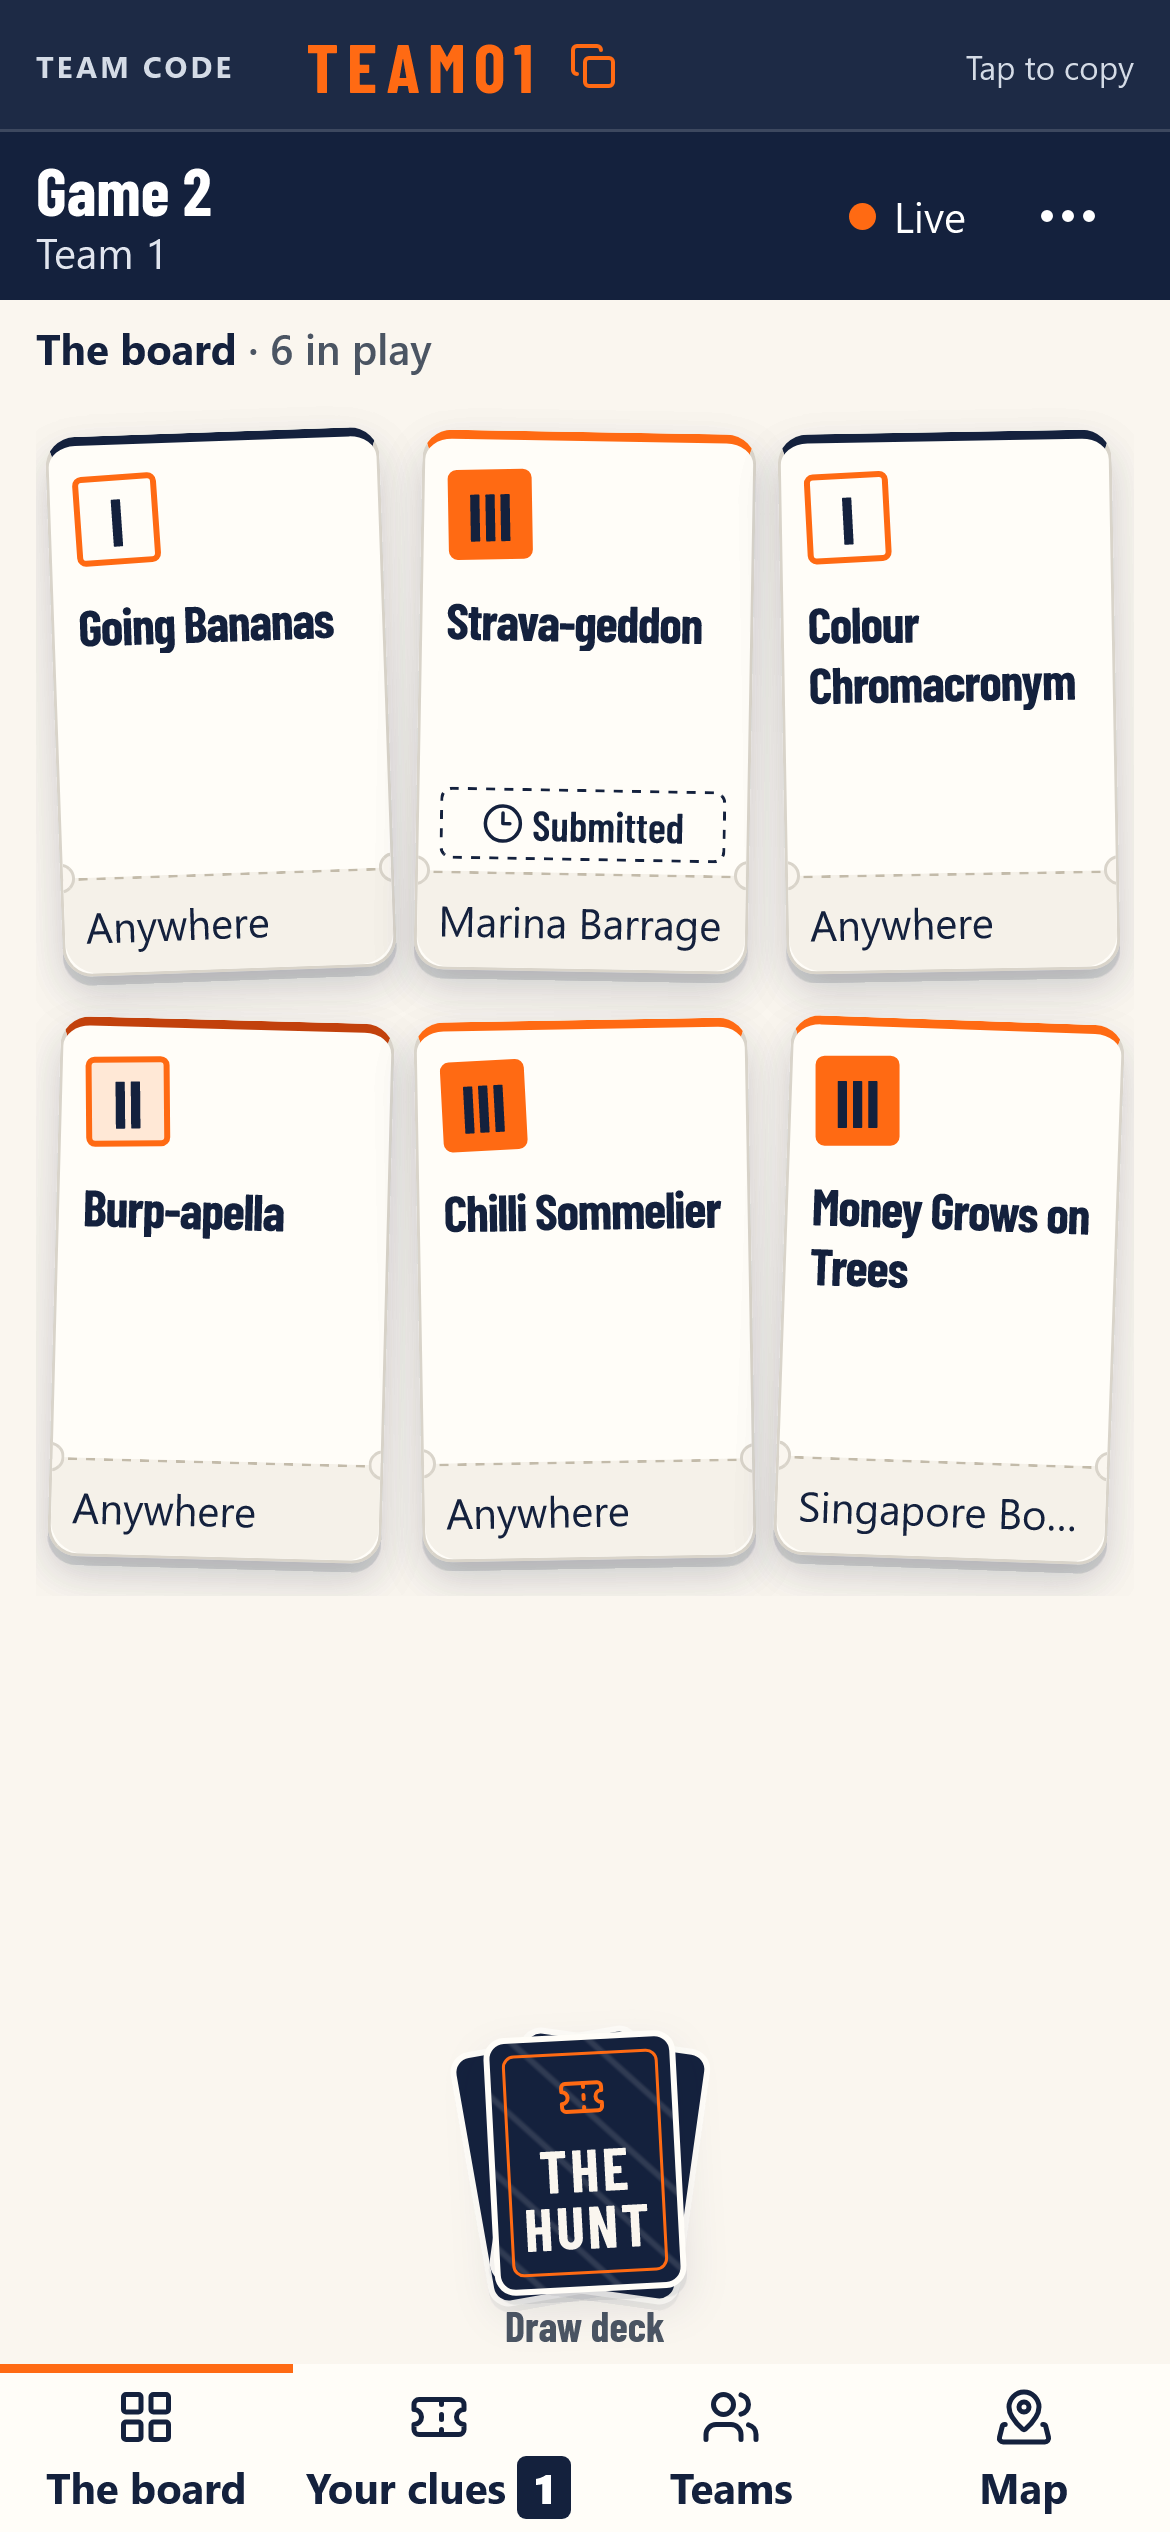 TEAM CODE TEAM01 Tap to copy
Game 2
Team 1
Live
The board · 6 in play
I
Going Bananas
Anywhere
III
Strava-geddon
Submitted
Marina Barrage
I
Colour
Chromacronym
Anywhere
II
Burp-apella
Anywhere
III
Chilli Sommelier
Anywhere
III
Money Grows on
Trees
Singapore Bo...
THE
HUNT
Draw deck
The board
Your clues 1
Teams
Map